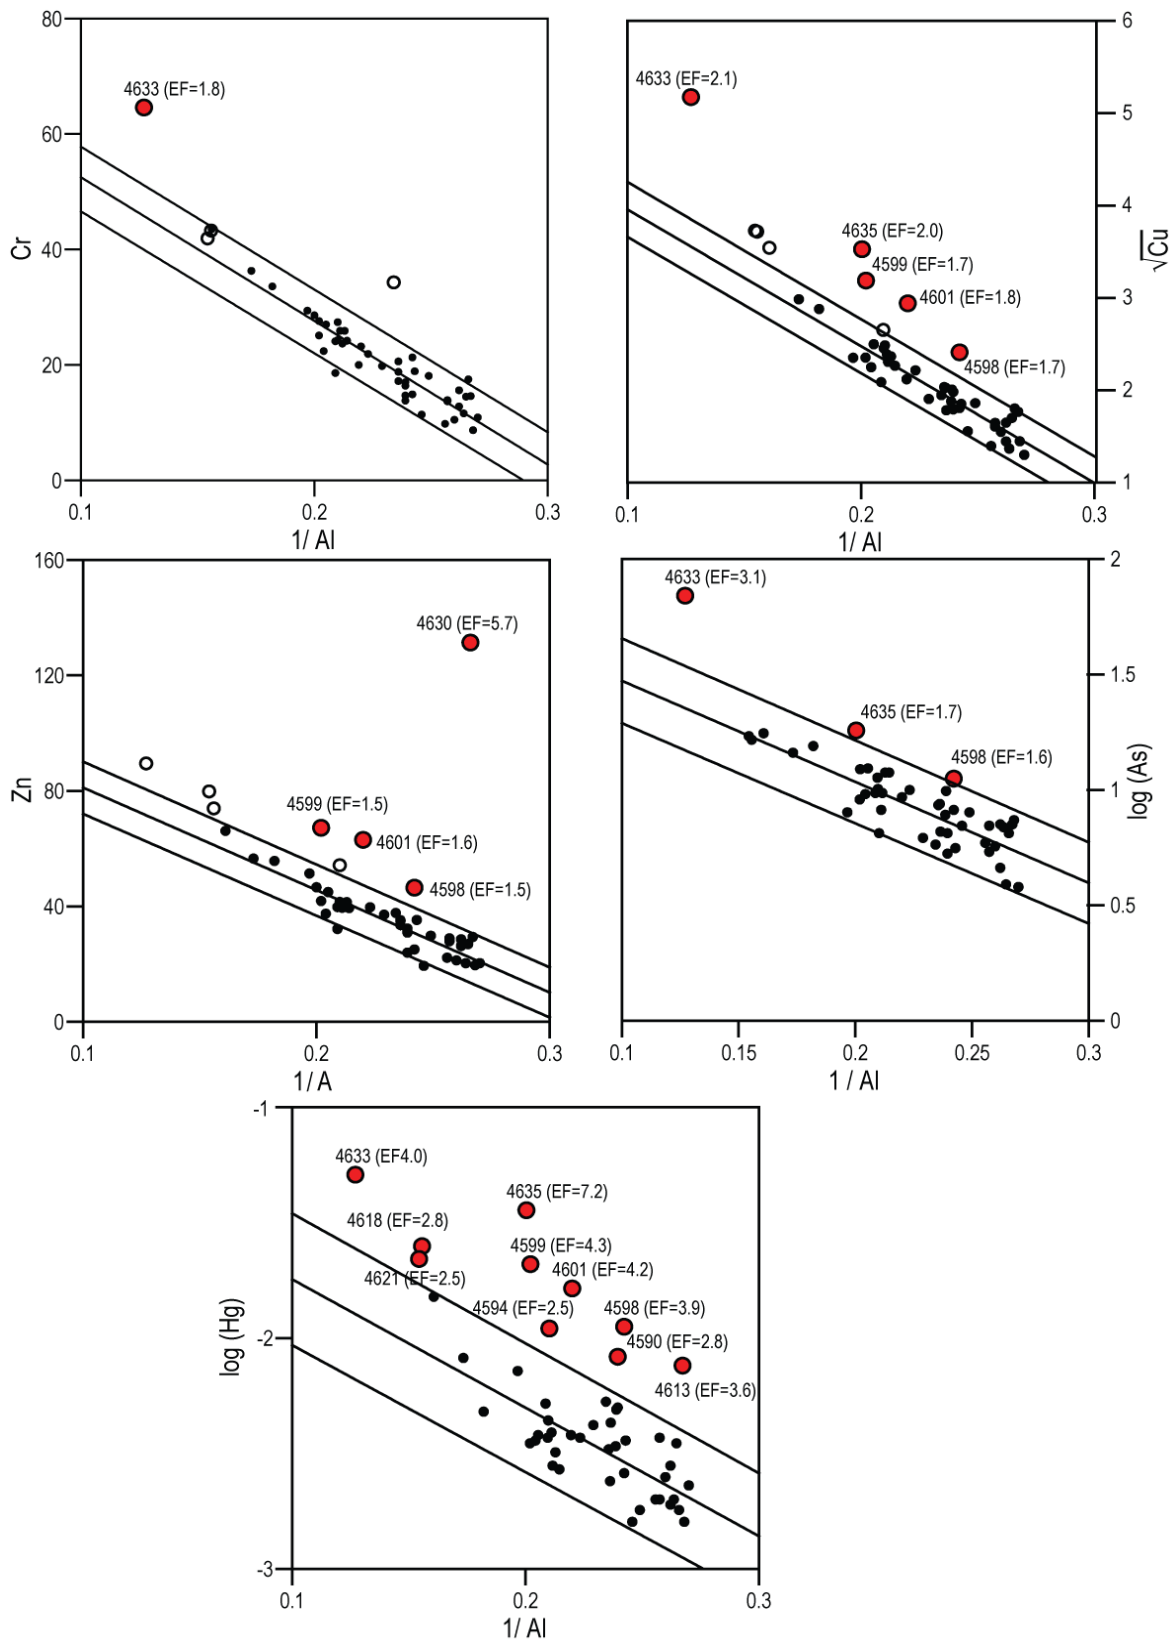 80
60
40
20
0
Cr
4633 (EF=1.8)
0.1
0.2
0.3
1/ Al
6
5
4
3
2
1
√Cu
4633 (EF=2.1)
4635 (EF=2.0)
4599 (EF=1.7)
4601 (EF=1.8)
4598 (EF=1.7)
0.1
0.2
0.3
1/ Al
160
120
80
40
0
Zn
4630 (EF=5.7)
4599 (EF=1.5)
4601 (EF=1.6)
4598 (EF=1.5)
0.1
0.2
0.3
1/ A
2
1.5
1
0.5
0
log (As)
4633 (EF=3.1)
4635 (EF=1.7)
4598 (EF=1.6)
0.1
0.15
0.2
0.25
0.3
1/ Al
-1
-2
-3
log (Hg)
4633 (EF4.0)
4635 (EF=7.2)
4618 (EF=2.8)
4599 (EF=4.3)
4621 (EF=2.5)
4601 (EF=4.2)
4594 (EF=2.5)
4598 (EF=3.9)
4590 (EF=2.8)
4613 (EF=3.6)
0.1
0.2
0.3
1/ Al